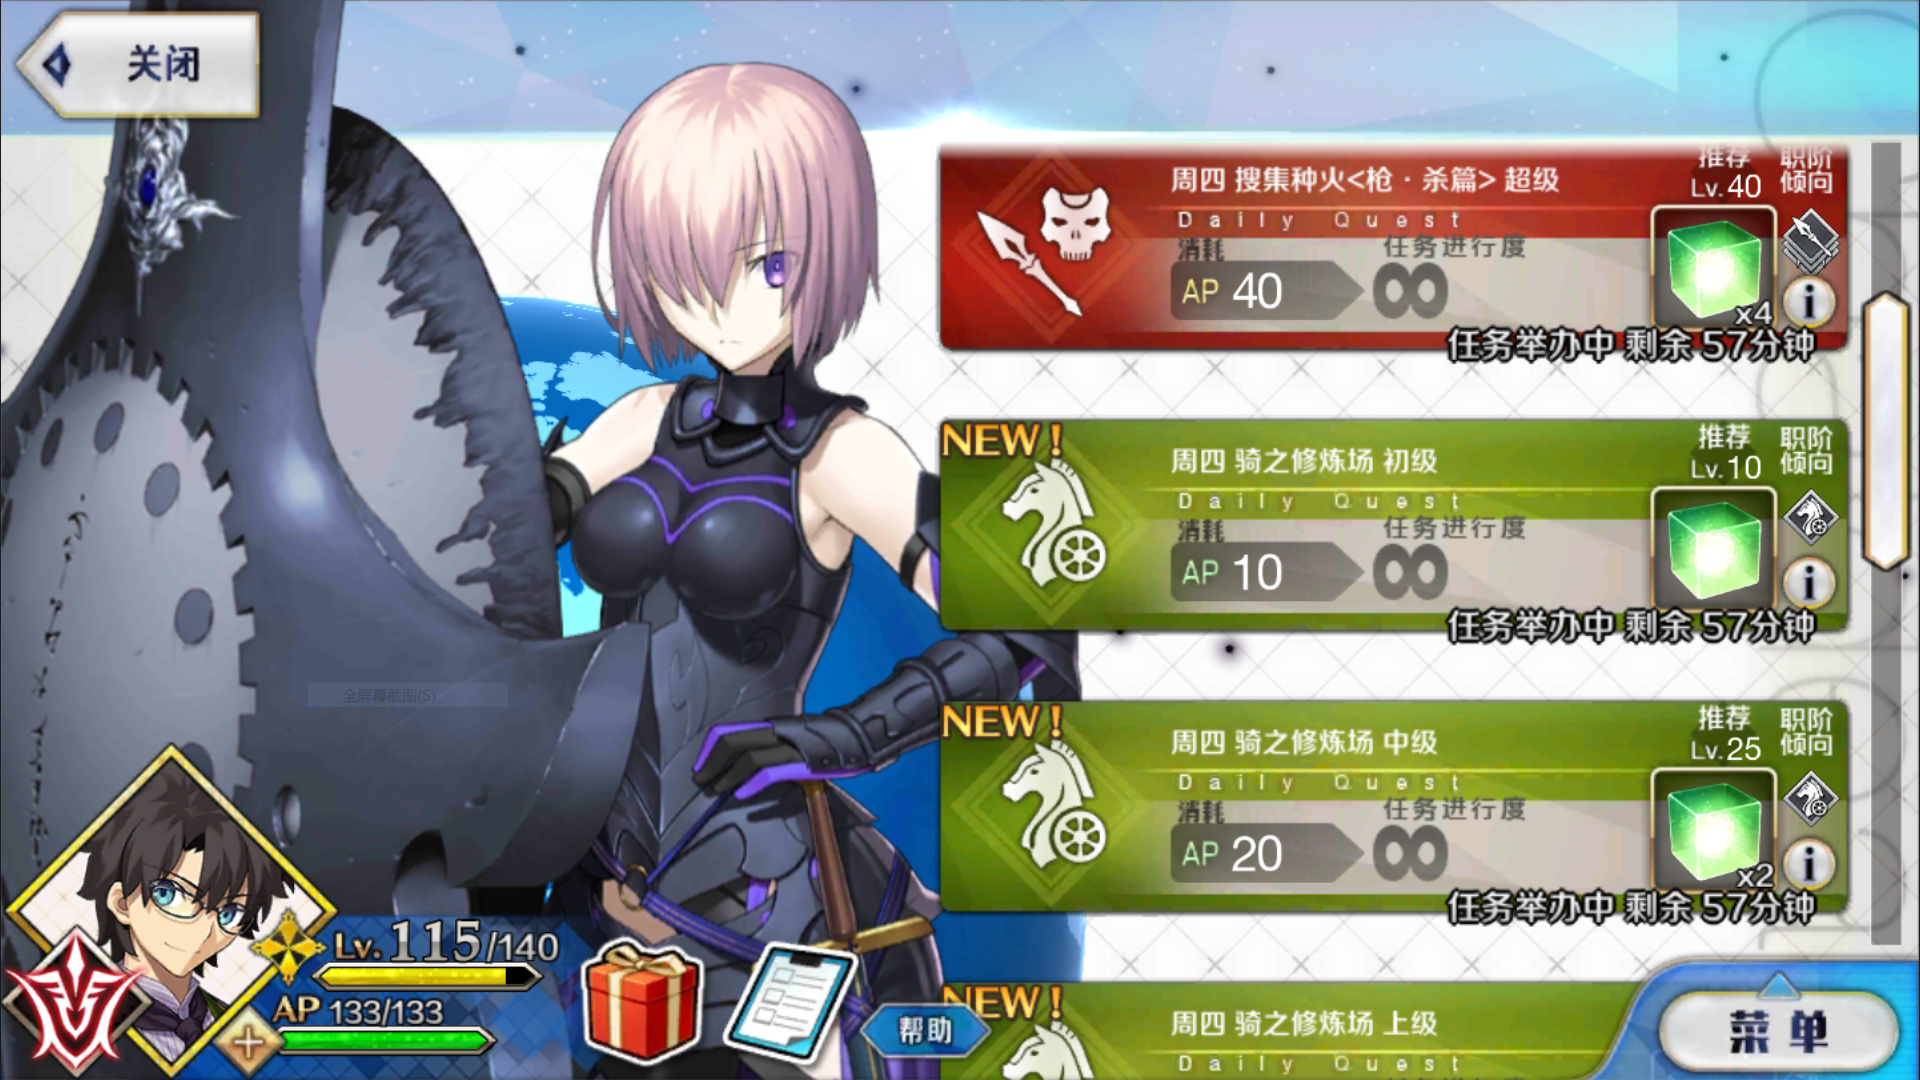 关闭
推荐 职阶
周四 搜集种火<枪·杀篇> 超级 Lv.40 倾向
Daily Quest
消耗 任务进行度
AP 40 ∞
x4
任务举办中 剩余 57分钟
NEW!
推荐 职阶
周四 骑之修炼场 初级 Lv.10 倾向
Daily Quest
消耗 任务进行度
AP 10 ∞
任务举办中 剩余 57分钟
全屏幕截图(S)
NEW!
推荐 职阶
周四 骑之修炼场 中级 Lv.25 倾向
Daily Quest
消耗 任务进行度
AP 20 ∞
x2
任务举办中 剩余 57分钟
Lv.115/140
AP 133/133
帮助
NEW!
周四 骑之修炼场 上级
Daily Quest
菜单